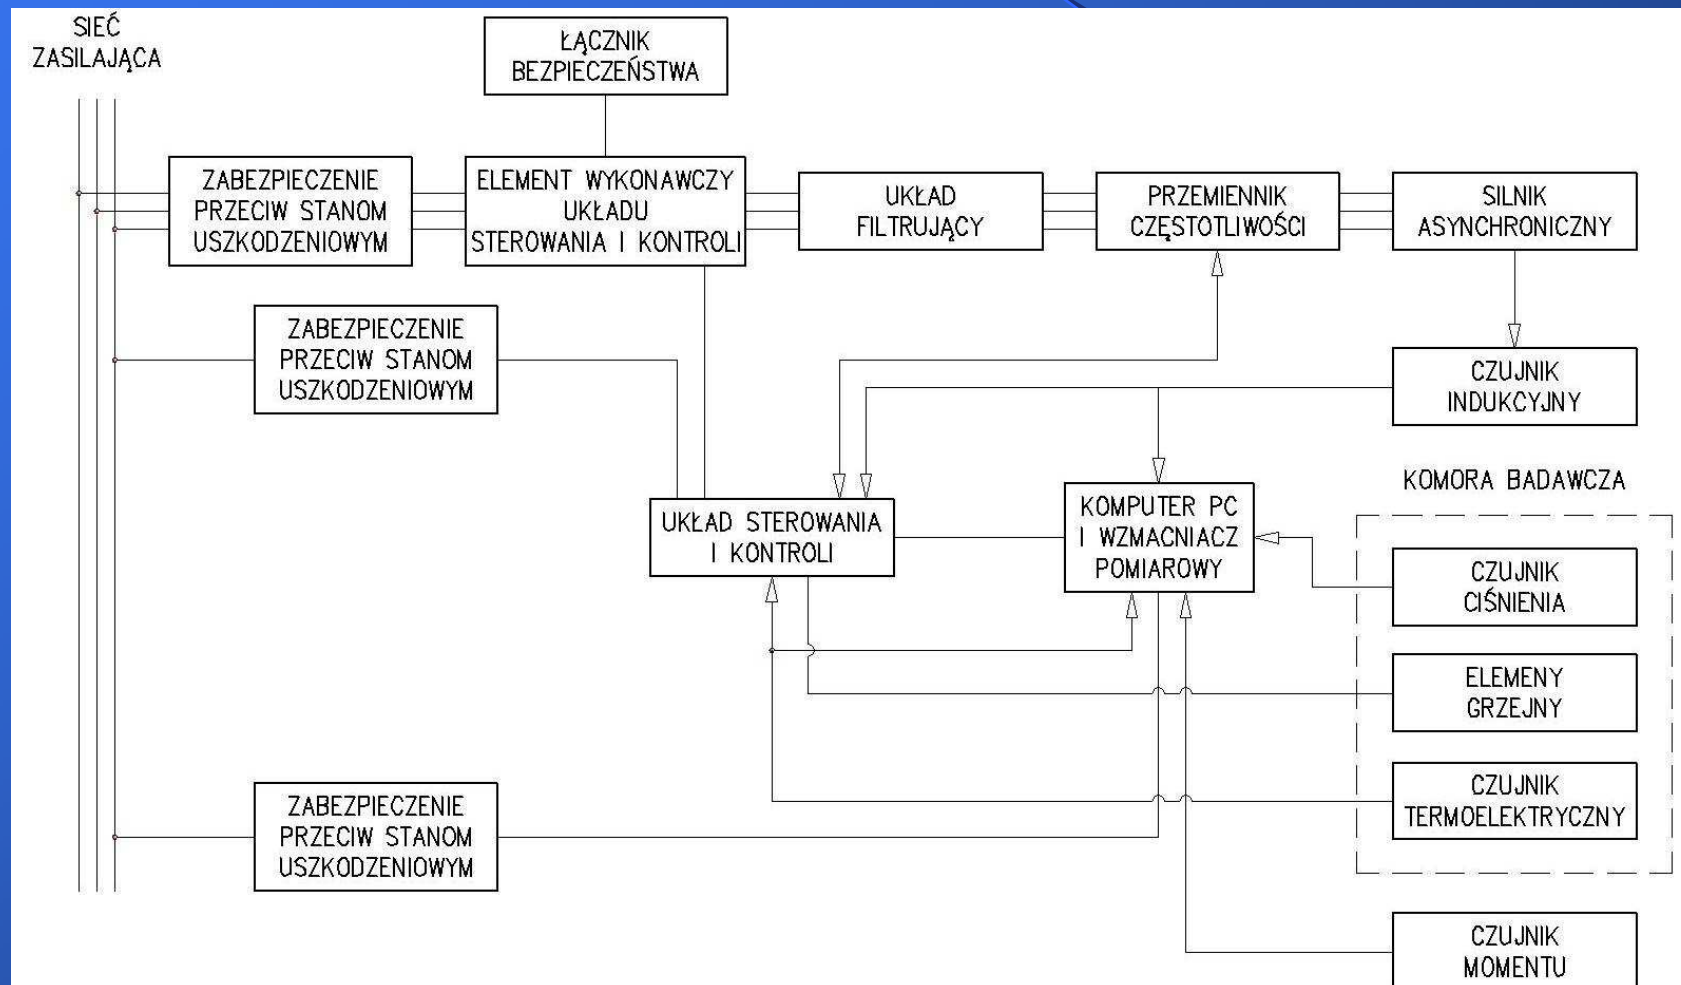 SIEĆ
ZASILAJĄCA
ŁĄCZNIK
BEZPIECZEŃSTWA
ZABEZPIECZENIE
PRZECIW STANOM
USZKODZENIOWYM
ELEMENT WYKONAWCZY
UKŁADU
STEROWANIA I KONTROLI
UKŁAD
FILTRUJĄCY
PRZEMIENNIK
CZĘSTOTLIWOŚCI
SILNIK
ASYNCHRONICZNY
ZABEZPIECZENIE
PRZECIW STANOM
USZKODZENIOWYM
CZUJNIK
INDUKCYJNY
KOMORA BADAWCZA
UKŁAD STEROWANIA
I KONTROLI
KOMPUTER PC
I WZMACNIACZ
POMIAROWY
CZUJNIK
CIŚNIENIA
ELEMENY
GRZEJNY
CZUJNIK
TERMOELEKTRYCZNY
ZABEZPIECZENIE
PRZECIW STANOM
USZKODZENIOWYM
CZUJNIK
MOMENTU